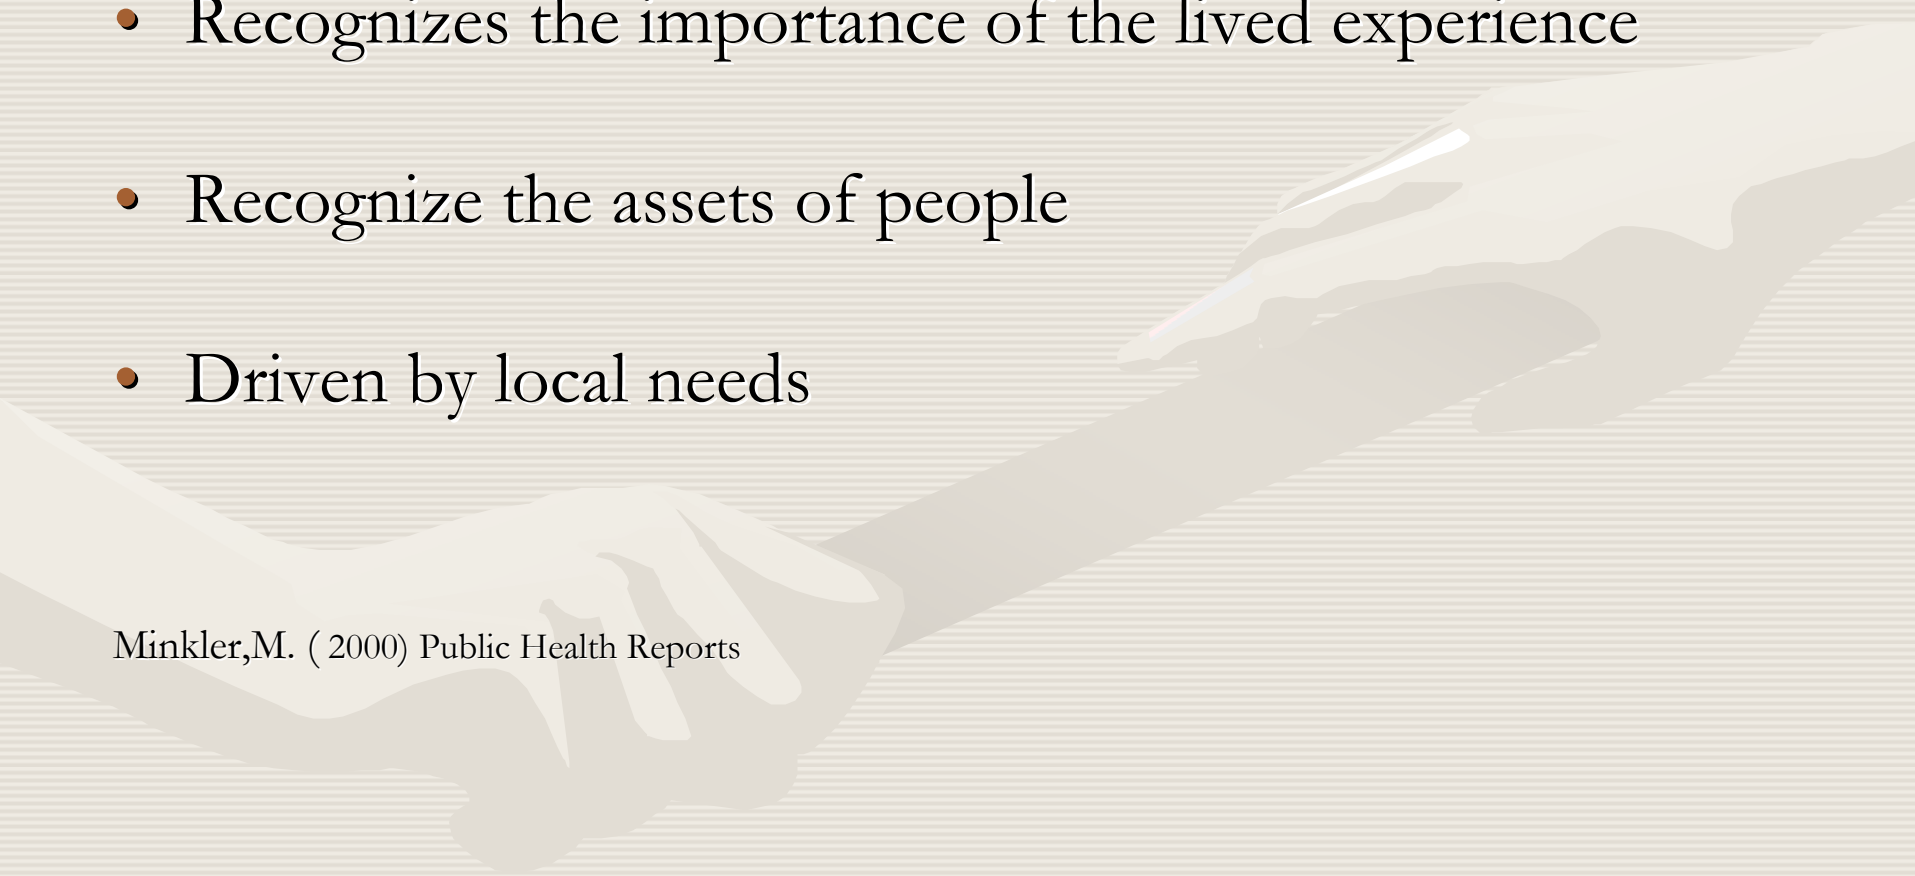 • Recognizes the importance of the lived experience
• Recognize the assets of people
• Driven by local needs
Minkler,M. ( 2000) Public Health Reports